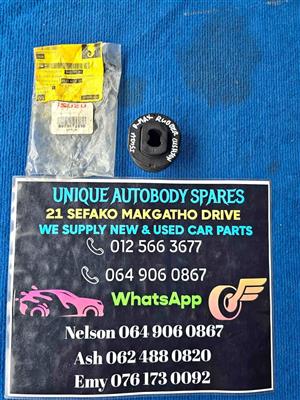 ISUZU
ISUZU D-MAX RUBBER
UNIQUE AUTOBODY SPARES
21 SEFAKO MAKGATHO DRIVE
WE SUPPLY NEW & USED CAR PARTS
012 566 3677
064 906 0867
WhatsApp
Nelson 064 906 0867
Ash 062 488 0820
Emy 076 173 0092